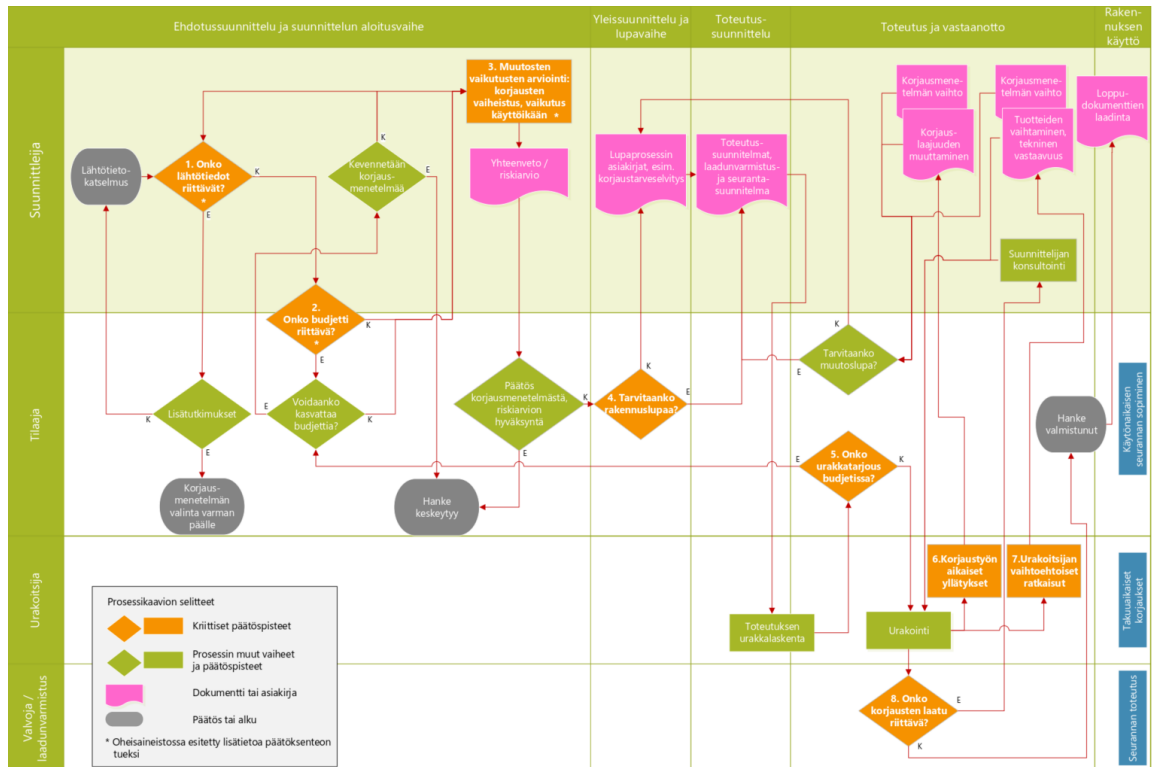 Ehdotussuunnittelu ja suunnittelun aloitusvaihe
Yleissuunnittelu ja
lupavaihe
Toteutus-
suunnittelu
Toteutus ja vastaanotto
Raken-
nuksen
käyttö
Suunnittelija
3. Muutosten
vaikutusten arviointi:
korjausten
vaiheistus, vaikutus
käyttöikään *
Korjausmene-
telmän vaihto
Korjaus-
laajuuden
muuttaminen
Korjausmene-
telmän vaihto
Tuotteiden
vaihtaminen,
tekninen
vastaavuus
Loppu-
dokumenttien
laadinta
Lähtötieto-
katselmus
1. Onko
lähtötiedot
riittävät?
*
K
E
Kevennetään
korjaus-
menetelmää
K
E
Yhteenveto /
riskiarvio
Lupaprosessin
asiakirjat, esim.
korjaustarveselvitys
Toteutus-
suunnitelmat,
laadunvarmistus-
ja seuranta-
suunnitelma
Suunnittelijan
konsultointi
Tilaaja
2.
Onko budjetti
riittävä?
*
K
E
Lisätutkimukset
K
E
Voidaanko
kasvattaa
budjettia?
E
K
Päätös
korjausmenetelmästä,
riskiarvion
hyväksyntä
K
E
4. Tarvitaanko
rakennuslupaa?
K
E
Tarvitaanko
muutoslupa?
K
E
5. Onko
urakkatarjous
budjetissa?
E
K
Hanke
valmistunut
Käytönaikaisen
seurannan sopiminen
Korjaus-
menetelmän
valinta varman
päälle
Hanke
keskeytyy
Urakoitsija
Toteutuksen
urakkalaskenta
Urakointi
6.Korjaustyön
aikaiset
yllätykset
7.Urakoitsijan
vaihtoehtoiset
ratkaisut
Takuuaikaiset
korjaukset
Valvoja /
laadunvarmistus
8. Onko
korjausten laatu
riittävä?
E
K
Seurannan toteutus
Prosessikaavion selitteet
Kriittiset päätöspisteet
Prosessin muut vaiheet
ja päätöspisteet
Dokumentti tai asiakirja
Päätös tai alku
* Oheisaineistossa esitetty lisätietoa päätöksenteon
tueksi